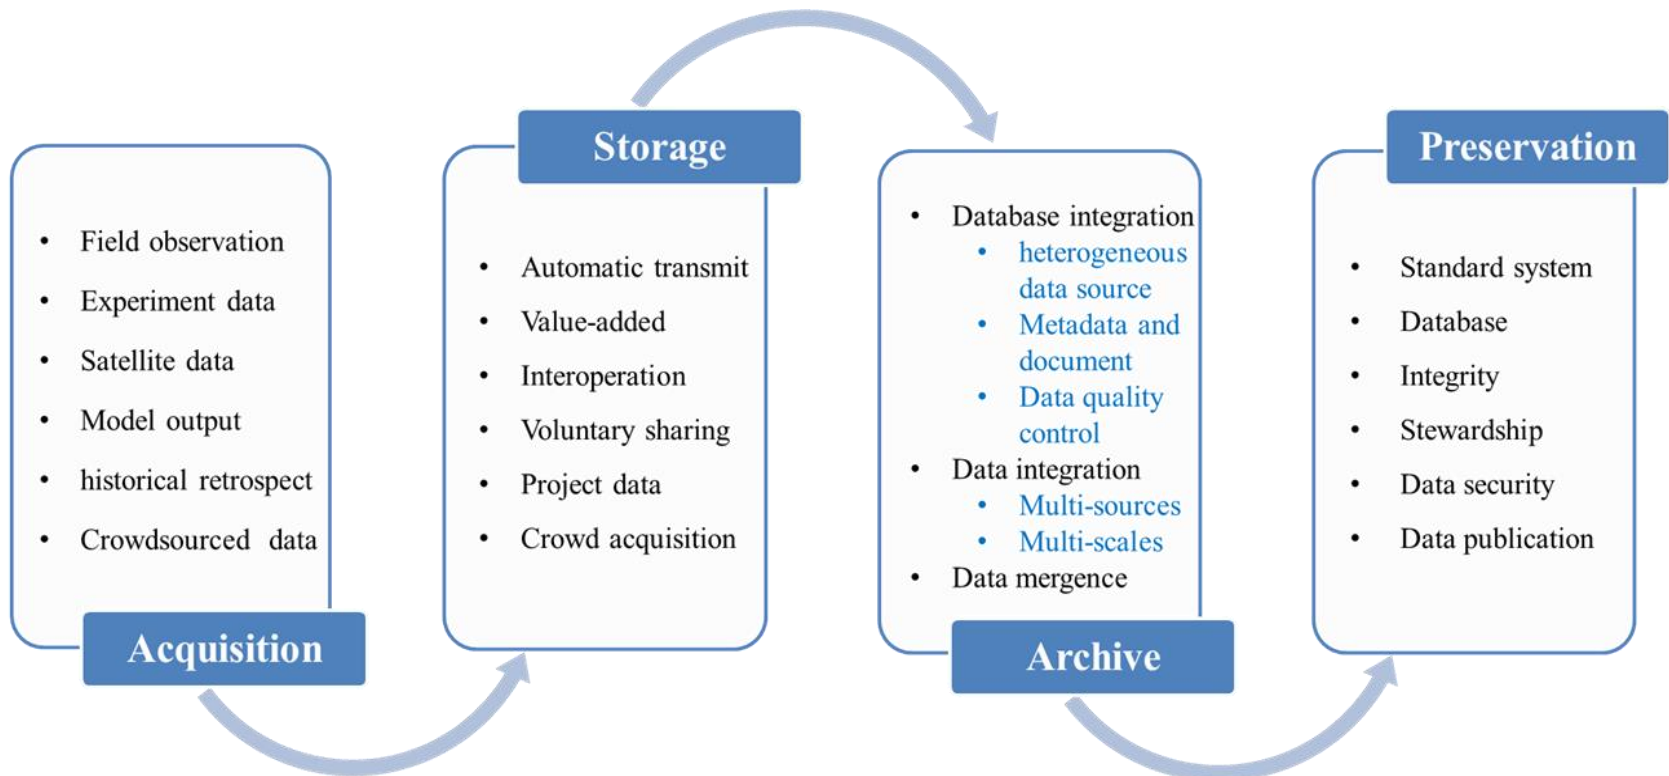 Field observation
Experiment data
Satellite data
Model output
historical retrospect
Crowdsourced data
Acquisition
Storage
Automatic transmit
Value-added
Interoperation
Voluntary sharing
Project data
Crowd acquisition
Database integration
heterogeneous
data source
Metadata and
document
Data quality
control
Data integration
Multi-sources
Multi-scales
Data mergence
Archive
Preservation
Standard system
Database
Integrity
Stewardship
Data security
Data publication